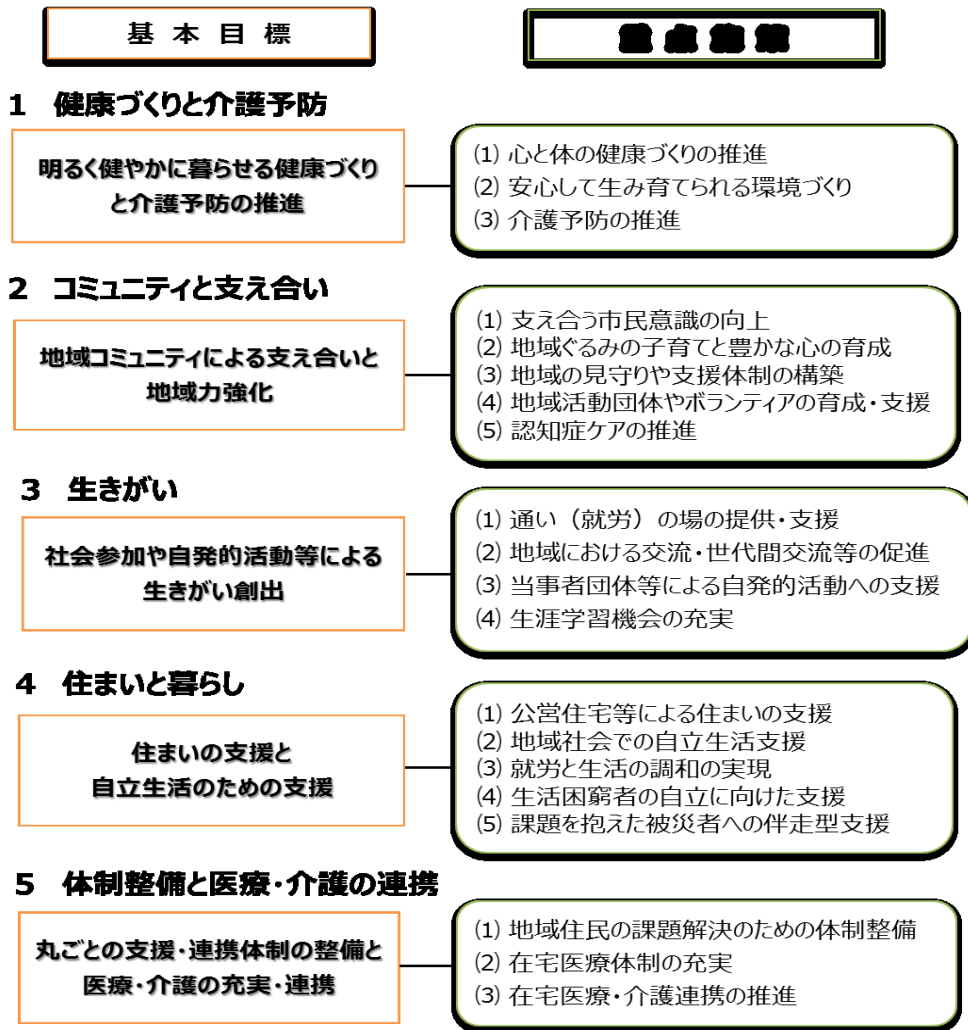 基本目標
1 健康づくりと介護予防
明るく健やかに暮らせる健康づくり
と介護予防の推進
(1) 心と体の健康づくりの推進
(2) 安心して生み育てられる環境づくり
(3) 介護予防の推進
2 コミュニティと支え合い
地域コミュニティによる支え合いと
地域力強化
(1) 支え合う市民意識の向上
(2) 地域ぐるみの子育てと豊かな心の育成
(3) 地域の見守りや支援体制の構築
(4) 地域活動団体やボランティアの育成・支援
(5) 認知症ケアの推進
3 生きがい
社会参加や自発的活動等による
生きがい創出
(1) 通い（就労）の場の提供・支援
(2) 地域における交流・世代間交流等の促進
(3) 当事者団体等による自発的活動への支援
(4) 生涯学習機会の充実
4 住まいと暮らし
住まいの支援と
自立生活のための支援
(1) 公営住宅等による住まいの支援
(2) 地域社会での自立生活支援
(3) 就労と生活の調和の実現
(4) 生活困窮者の自立に向けた支援
(5) 課題を抱えた被災者への伴走型支援
5 体制整備と医療・介護の連携
丸ごとの支援・連携体制の整備と
医療・介護の充実・連携
(1) 地域住民の課題解決のための体制整備
(2) 在宅医療体制の充実
(3) 在宅医療・介護連携の推進